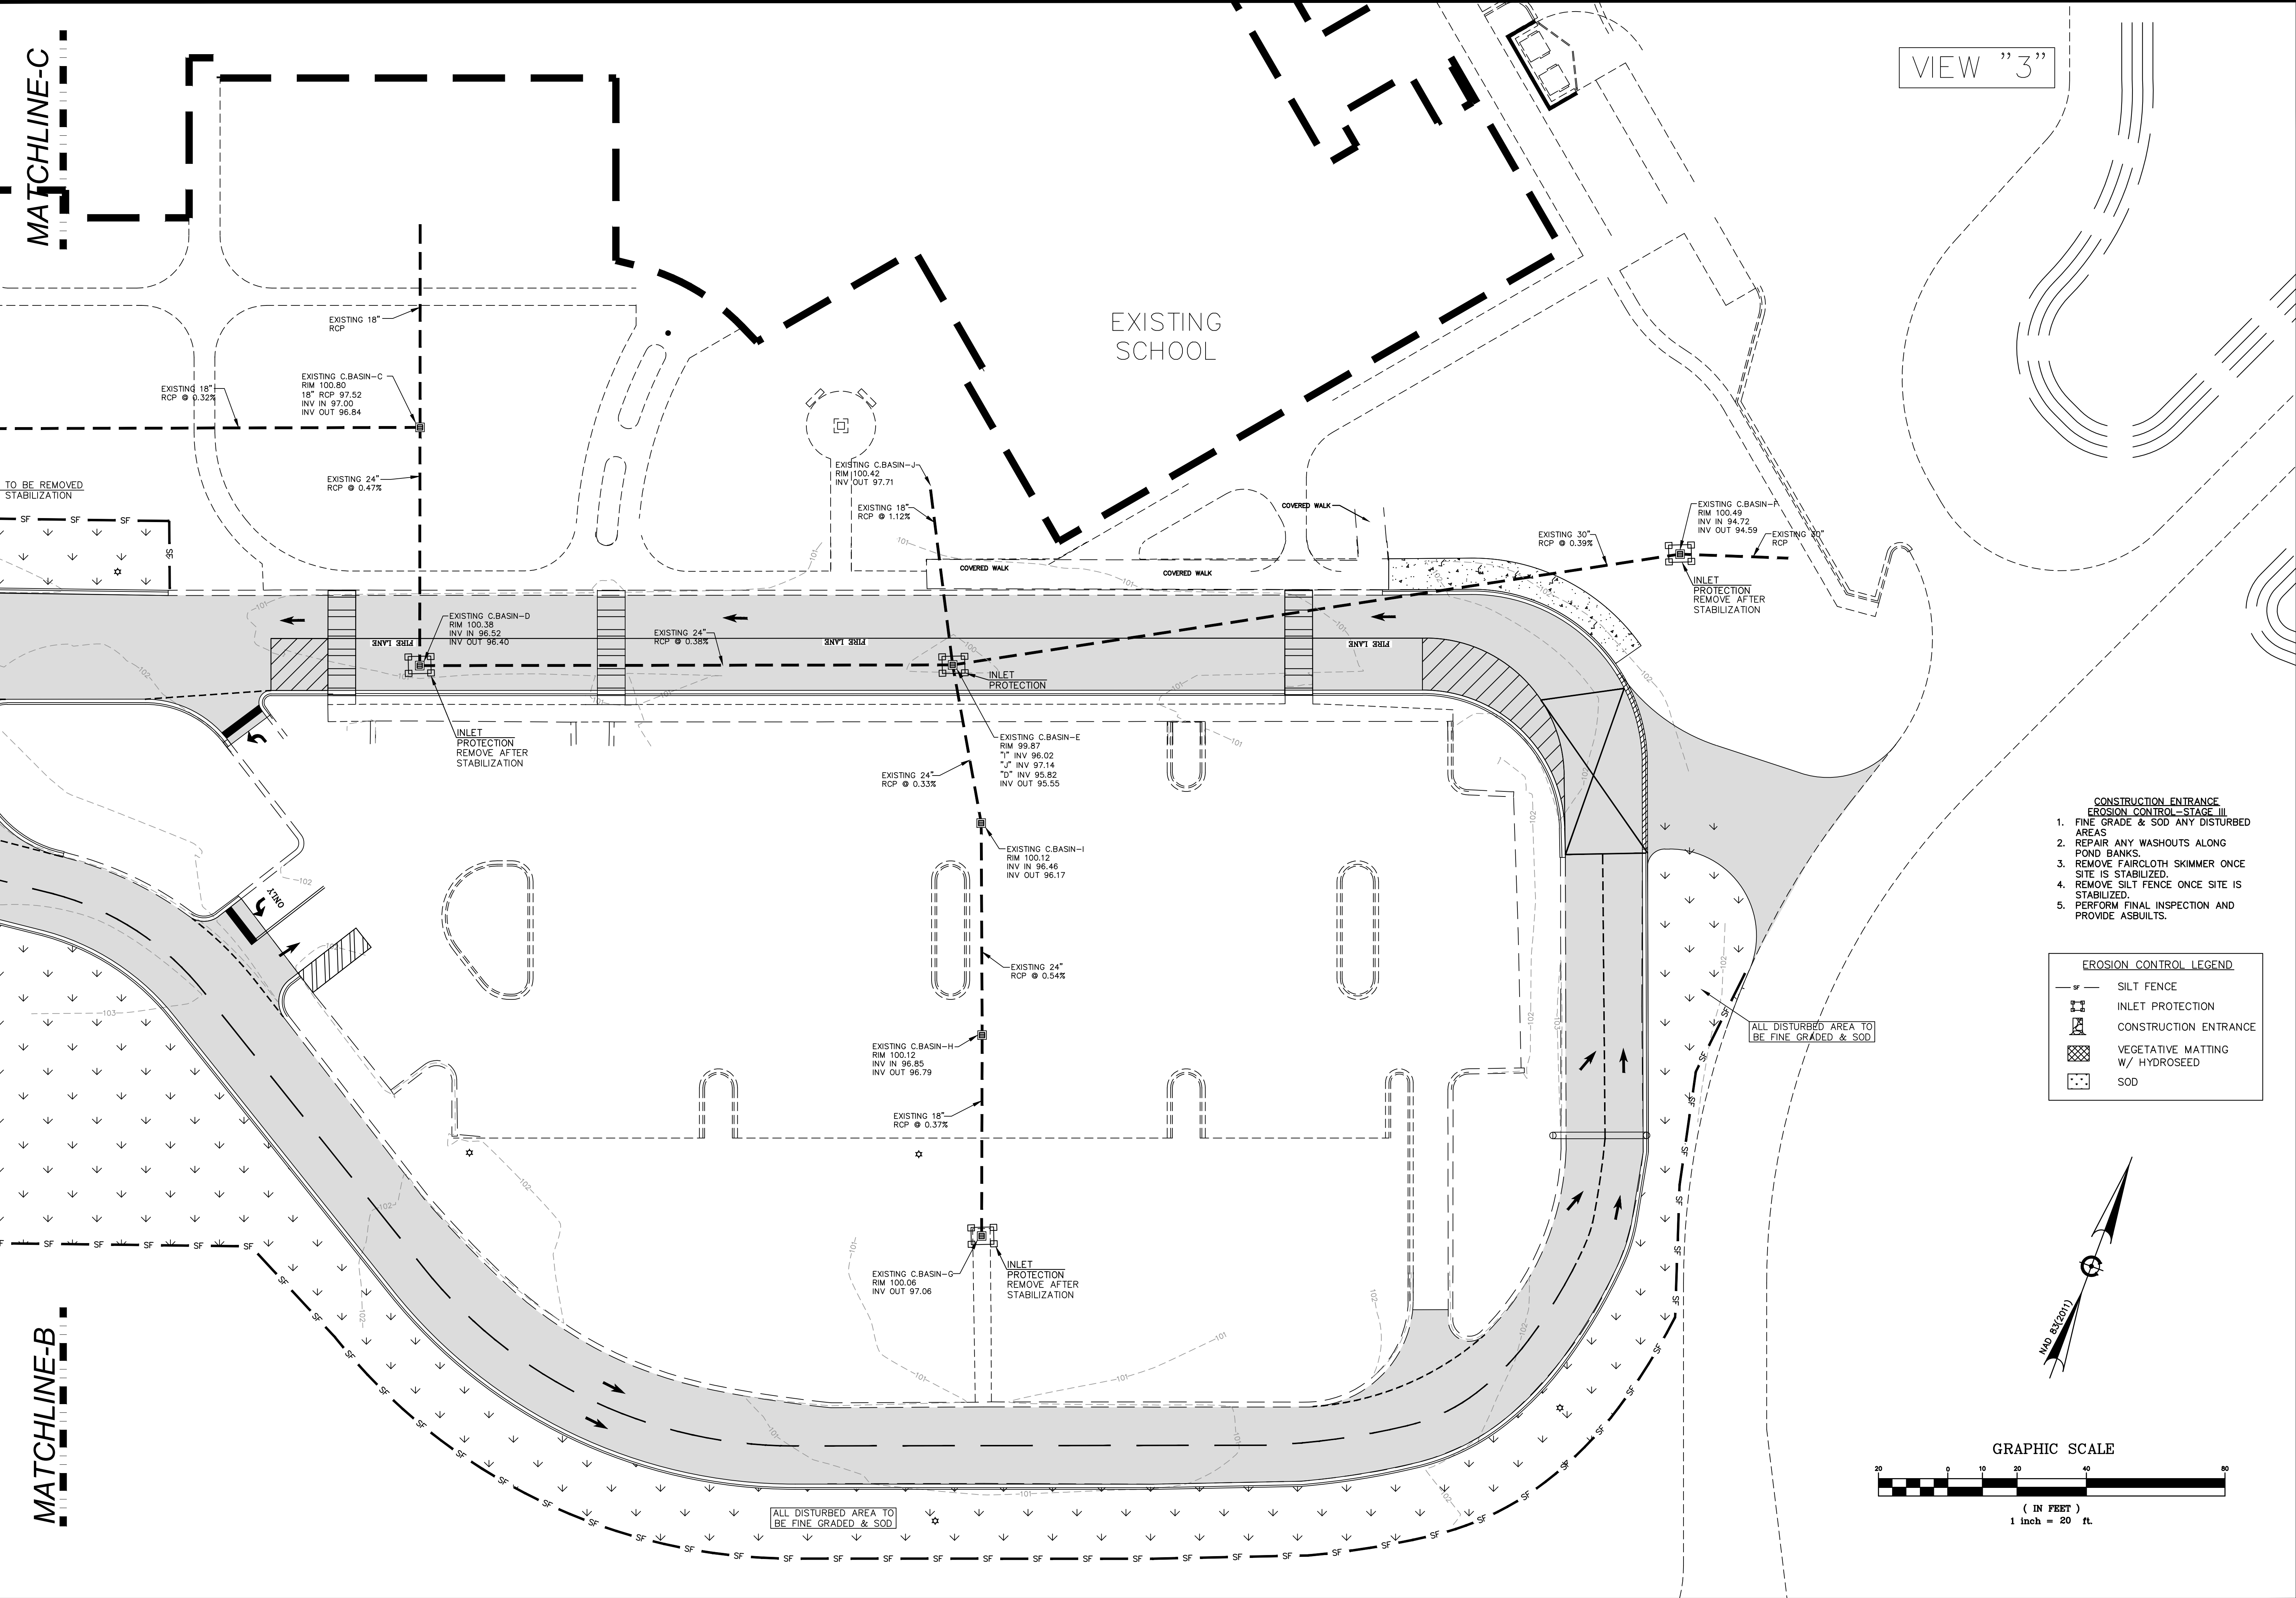 MATCHLINE-C
VIEW "3"
EXISTING
SCHOOL
EXISTING 18"
RCP
EXISTING 18"
RCP @ 0.32%
EXISTING C.BASIN-C
RIM 100.80
18" RCP 97.52
INV IN 97.00
INV OUT 96.84
EXISTING 24"
RCP @ 0.47%
TO BE REMOVED
STABILIZATION
SF SF SF
SF
EXISTING C.BASIN-J
RIM 100.42
INV OUT 97.71
EXISTING 18"
RCP @ 1.12%
COVERED WALK
COVERED WALK
COVERED WALK
EXISTING 30"
RCP @ 0.39%
EXISTING C.BASIN-F
RIM 100.49
INV IN 94.72
INV OUT 94.59
EXISTING 30"
RCP
INLET
PROTECTION
REMOVE AFTER
STABILIZATION
EXISTING C.BASIN-D
RIM 100.38
INV IN 96.52
INV OUT 96.40
EXISTING 24"
RCP @ 0.38%
FIRE LANE
FIRE LANE
FIRE LANE
INLET
PROTECTION
INLET
PROTECTION
REMOVE AFTER
STABILIZATION
EXISTING C.BASIN-E
RIM 99.87
"I" INV 96.02
"J" INV 97.14
"D" INV 95.82
INV OUT 95.55
EXISTING 24"
RCP @ 0.33%
EXISTING C.BASIN-I
RIM 100.12
INV IN 96.46
INV OUT 96.17
ONLY
EXISTING 24"
RCP @ 0.54%
EXISTING C.BASIN-H
RIM 100.12
INV IN 96.85
INV OUT 96.79
EXISTING 18"
RCP @ 0.37%
EXISTING C.BASIN-G
RIM 100.06
INV OUT 97.06
INLET
PROTECTION
REMOVE AFTER
STABILIZATION
CONSTRUCTION ENTRANCE
EROSION CONTROL-STAGE III
1. FINE GRADE & SOD ANY DISTURBED
AREAS
2. REPAIR ANY WASHOUTS ALONG
POND BANKS.
3. REMOVE FAIRCLOTH SKIMMER ONCE
SITE IS STABILIZED.
4. REMOVE SILT FENCE ONCE SITE IS
STABILIZED.
5. PERFORM FINAL INSPECTION AND
PROVIDE ASBUILTS.
EROSION CONTROL LEGEND
SF SILT FENCE
INLET PROTECTION
CONSTRUCTION ENTRANCE
VEGETATIVE MATTING
W/ HYDROSEED
SOD
ALL DISTURBED AREA TO
BE FINE GRADED & SOD
ALL DISTURBED AREA TO
BE FINE GRADED & SOD
MATCHLINE-B
NAD 83(2011)
GRAPHIC SCALE
20 0 10 20 40 80
( IN FEET )
1 inch = 20 ft.